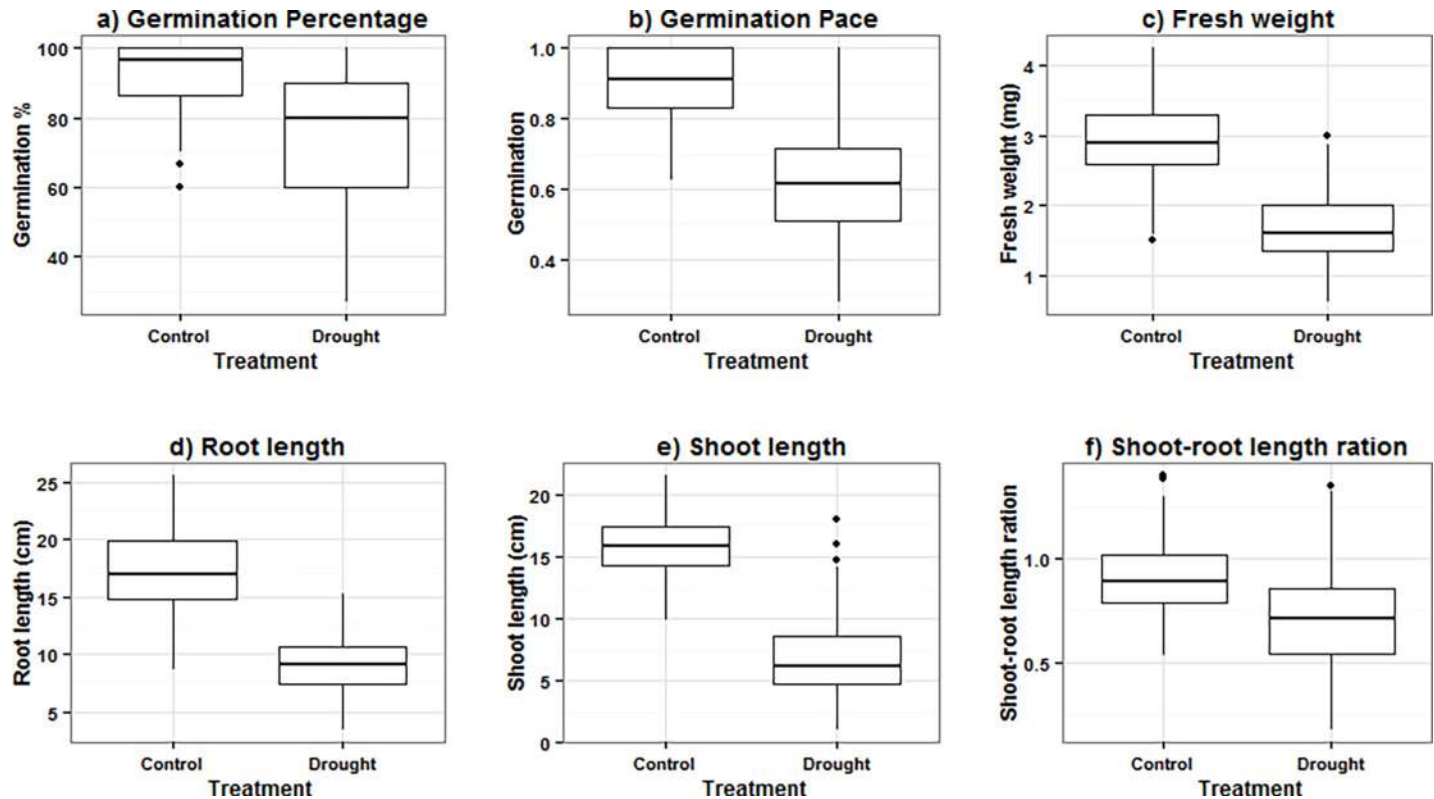 a) Germination Percentage
Germination %
100
80
60
40
Control Drought
Treatment
b) Germination Pace
Germination
1.0
0.8
0.6
0.4
Control Drought
Treatment
c) Fresh weight
Fresh weight (mg)
4
3
2
1
Control Drought
Treatment
d) Root length
Root length (cm)
25
20
15
10
5
Control Drought
Treatment
e) Shoot length
Shoot length (cm)
20
15
10
5
0
Control Drought
Treatment
f) Shoot-root length ration
Shoot-root length ration
1.0
0.5
Control Drought
Treatment